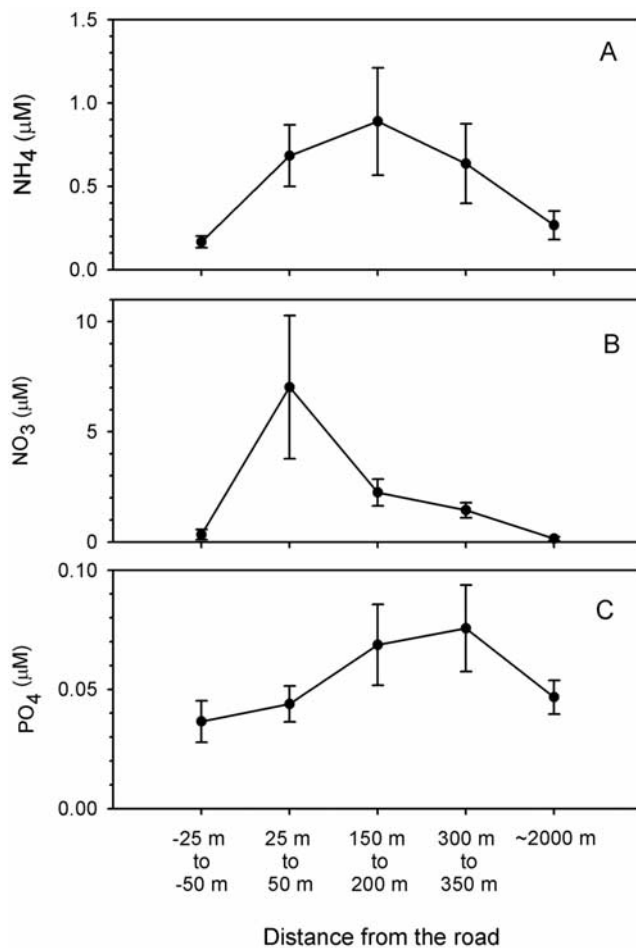 1.5
A
1.0
NH4 (μM)
0.5
0.0
10
B
NO3 (μM)
5
0
0.10
C
PO4 (μM)
0.05
0.00
-25 m 25 m 150 m 300 m ~2000 m
to to to to
-50 m 50 m 200 m 350 m
Distance from the road